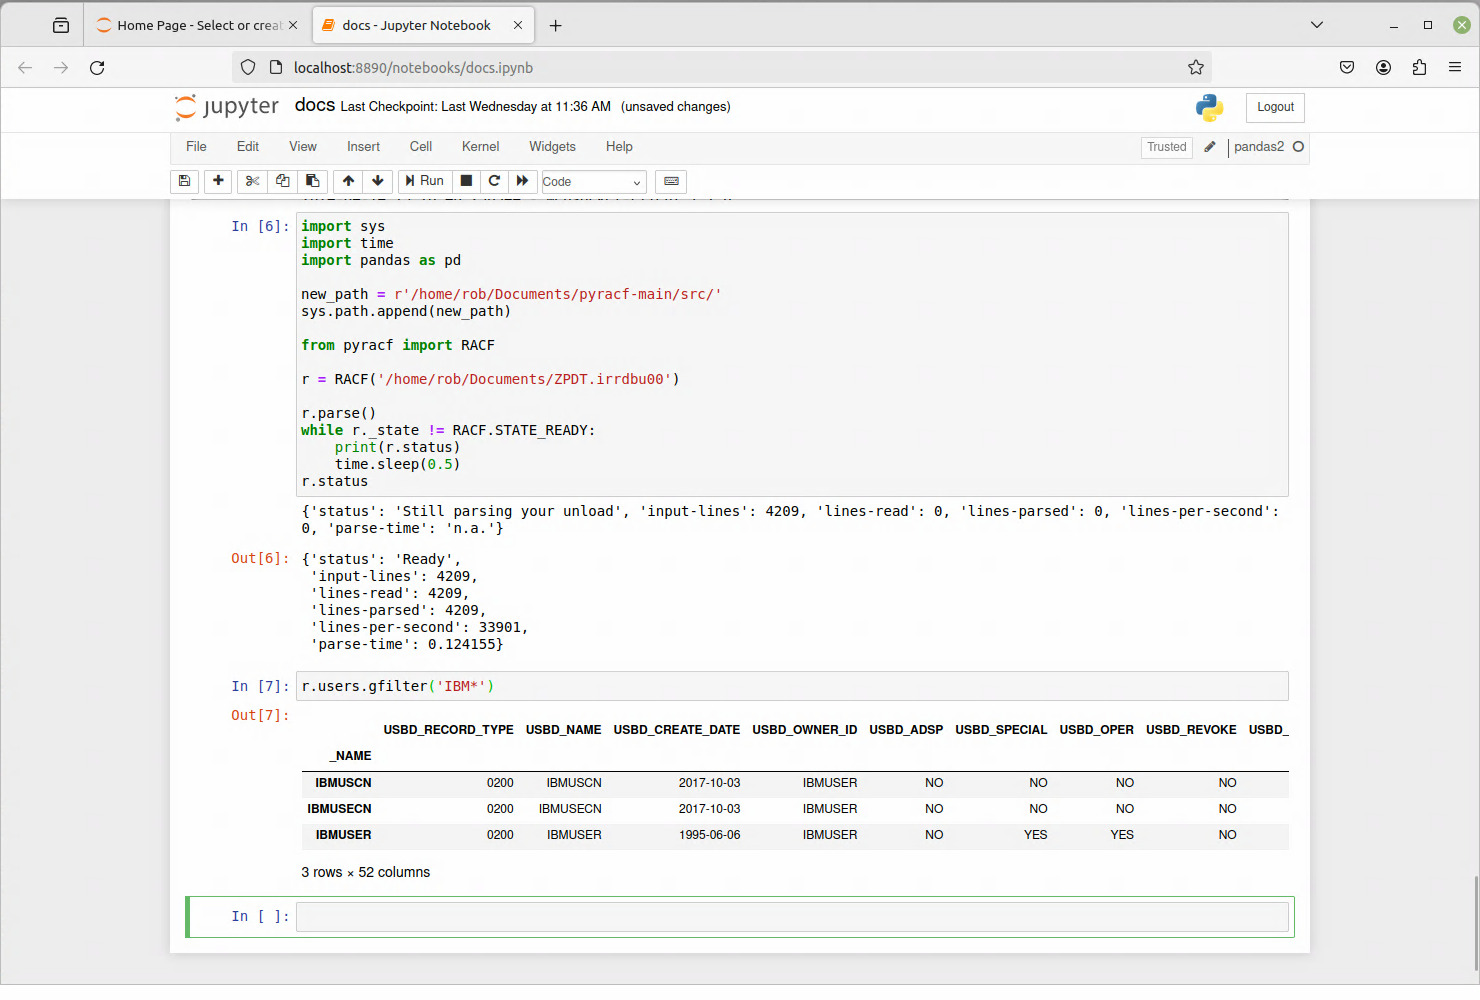 Home Page - Select or creat
docs - Jupyter Notebook
localhost:8890/notebooks/docs.ipynb
jupyter docs Last Checkpoint: Last Wednesday at 11:36 AM (unsaved changes)
Logout
File Edit View Insert Cell Kernel Widgets Help
Trusted pandas2
Run Code
In [6]:
import sys
import time
import pandas as pd
new_path = r'/home/rob/Documents/pyracf-main/src/'
sys.path.append(new_path)
from pyracf import RACF
r = RACF('/home/rob/Documents/ZPDT.irrdbu00')
r.parse()
while r._state != RACF.STATE_READY:
    print(r.status)
    time.sleep(0.5)
r.status
{'status': 'Still parsing your unload', 'input-lines': 4209, 'lines-read': 0, 'lines-parsed': 0, 'lines-per-second':
0, 'parse-time': 'n.a.'}
Out[6]: {'status': 'Ready',
 'input-lines': 4209,
 'lines-read': 4209,
 'lines-parsed': 4209,
 'lines-per-second': 33901,
 'parse-time': 0.124155}
In [7]: r.users.gfilter('IBM*')
Out[7]:
USBD_RECORD_TYPE USBD_NAME USBD_CREATE_DATE USBD_OWNER_ID USBD_ADSP USBD_SPECIAL USBD_OPER USBD_REVOKE USBD_
_NAME
IBMUSCN 0200 IBMUSCN 2017-10-03 IBMUSER NO NO NO NO
IBMUSECN 0200 IBMUSECN 2017-10-03 IBMUSER NO NO NO NO
IBMUSER 0200 IBMUSER 1995-06-06 IBMUSER NO YES YES NO
3 rows × 52 columns
In [ ]: